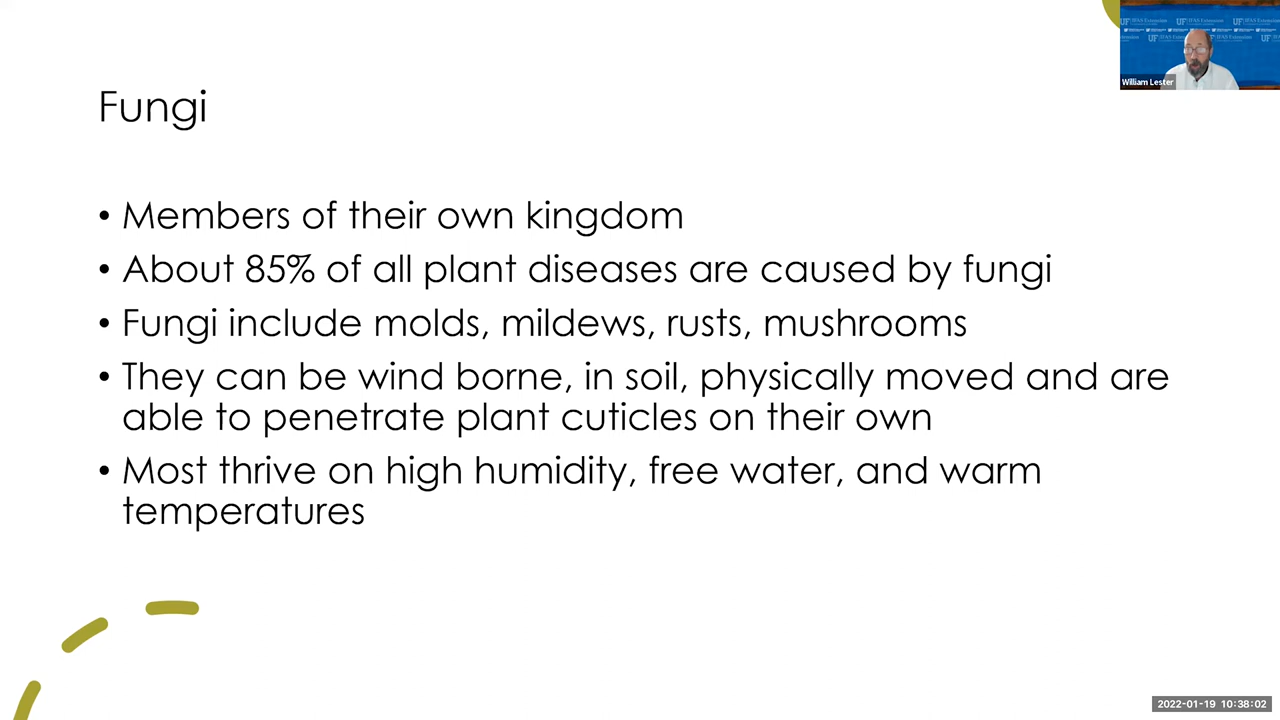 Fungi
• Members of their own kingdom
• About 85% of all plant diseases are caused by fungi
• Fungi include molds, mildews, rusts, mushrooms
• They can be wind borne, in soil, physically moved and are
able to penetrate plant cuticles on their own
• Most thrive on high humidity, free water, and warm
temperatures
UF IFAS Extension
William Lester
2022-01-19 10:38:02